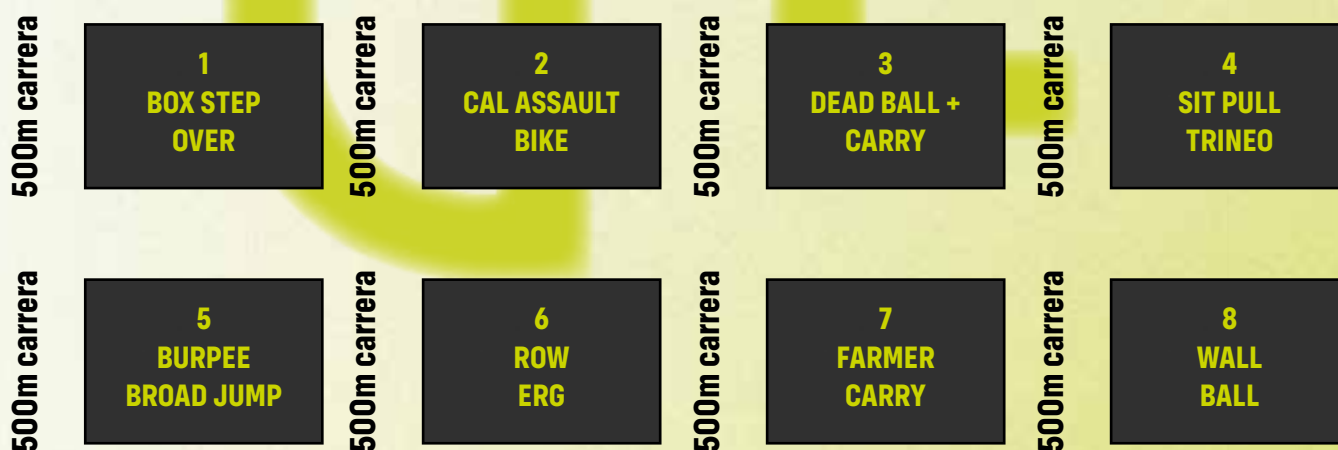 500m carrera
1
BOX STEP
OVER
500m carrera
2
CAL ASSAULT
BIKE
500m carrera
3
DEAD BALL +
CARRY
500m carrera
4
SIT PULL
TRINEO
500m carrera
5
BURPEE
BROAD JUMP
500m carrera
6
ROW
ERG
500m carrera
7
FARMER
CARRY
500m carrera
8
WALL
BALL